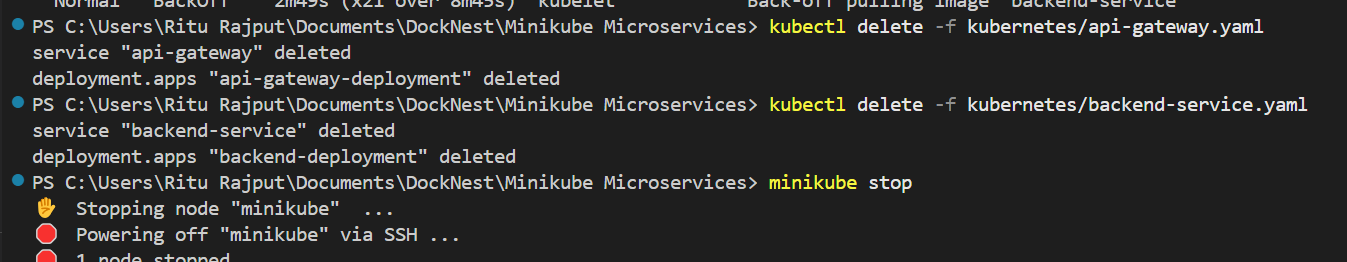 Normal   BackOff    2m49s (x21 over 8m45s)  kubelet            Back-off pulling image "backend-service"
PS C:\Users\Ritu Rajput\Documents\DockNest\Minikube Microservices> kubectl delete -f kubernetes/api-gateway.yaml
service "api-gateway" deleted
deployment.apps "api-gateway-deployment" deleted
PS C:\Users\Ritu Rajput\Documents\DockNest\Minikube Microservices> kubectl delete -f kubernetes/backend-service.yaml
service "backend-service" deleted
deployment.apps "backend-deployment" deleted
PS C:\Users\Ritu Rajput\Documents\DockNest\Minikube Microservices> minikube stop
✋  Stopping node "minikube"  ...
🛑  Powering off "minikube" via SSH ...
🛑  1 node stopped.